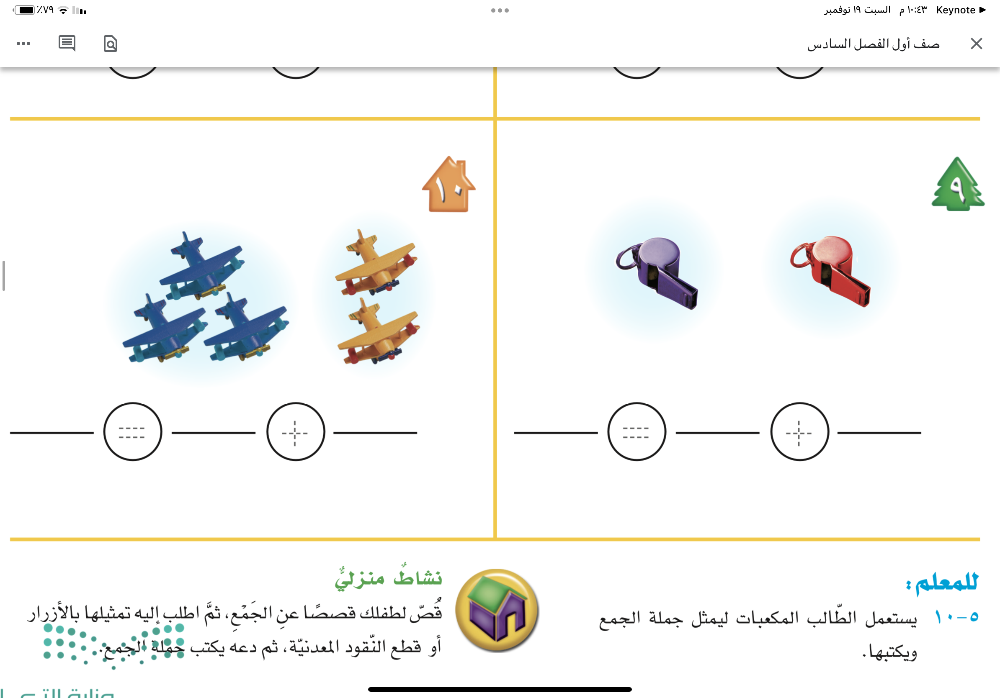 Keynote ١٠:٤٣ م السبت ١٩ نوفمبر
٪٧٩
صف أول الفصل السادس
٩
١٠
+ =
+ =
للمعلم:
٥-١٠ يستعمل الطّالب المكعبات ليمثل جملة الجمع
ويكتبها.
نشاطٌ منزليٌّ
قُصّ لطفلك قصصًا عنِ الجَمْعِ، ثمَّ اطلب إليه تمثيلها بالأزرار
أو قطع النّقود المعدنيّة، ثم دعه يكتب جملة الجمع.